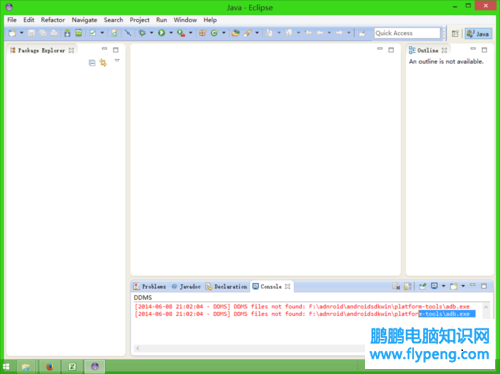 Java - Eclipse
File Edit Refactor Navigate Search Project Run Window Help
Quick Access
Java
Package Explorer
Outline
An outline is not available.
Problems @ Javadoc Declaration Console
DDMS
[2014-06-08 21:02:04 - DDMS] DDMS files not found: F:\adnroid\androidsdkwin\platform-tools\adb.exe
[2014-06-08 21:02:04 - DDMS] DDMS files not found: F:\adnroid\androidsdkwin\platform-tools\adb.exe
鹏鹏电脑知识网
www.flypeng.com